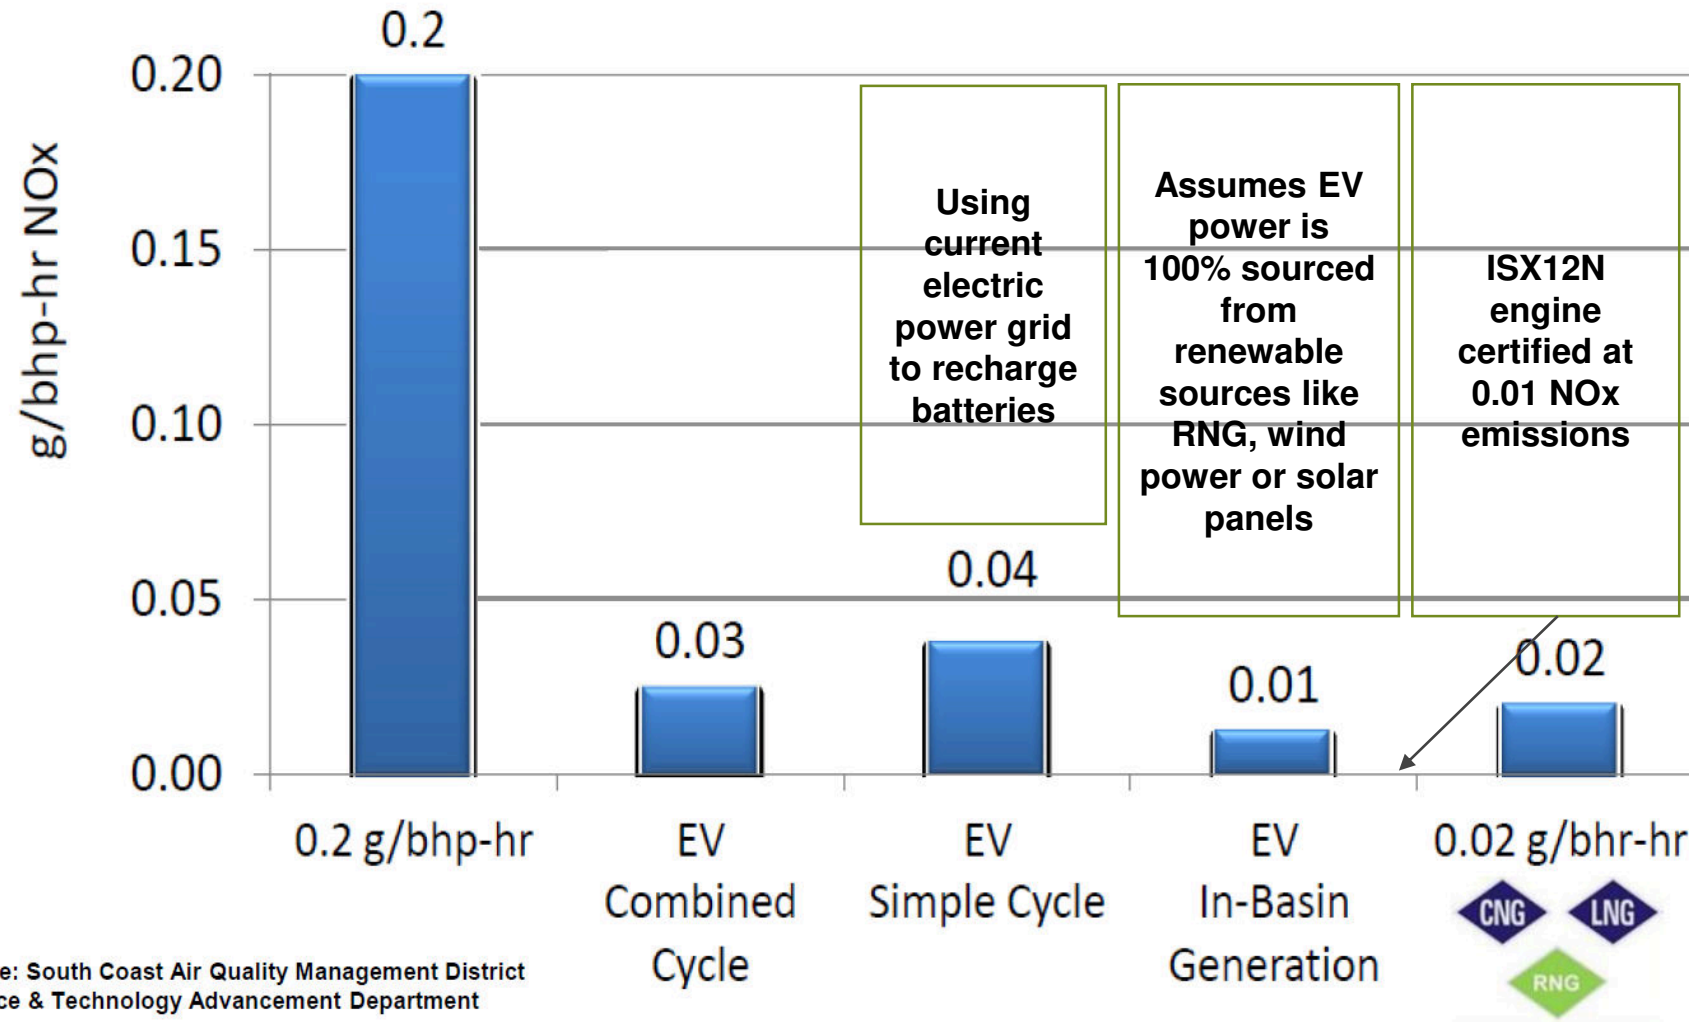 g/bhp-hr NOx
0.20
0.15
0.10
0.05
0.00
0.2
0.03
0.04
0.01
0.02
Using
current
electric
power grid
to recharge
batteries
Assumes EV
power is
100% sourced
from
renewable
sources like
RNG, wind
power or solar
panels
ISX12N
engine
certified at
0.01 NOx
emissions
0.2 g/bhp-hr
EV
Combined
Cycle
EV
Simple Cycle
EV
In-Basin
Generation
0.02 g/bhr-hr
CNG
LNG
RNG
e: South Coast Air Quality Management District
ce & Technology Advancement Department